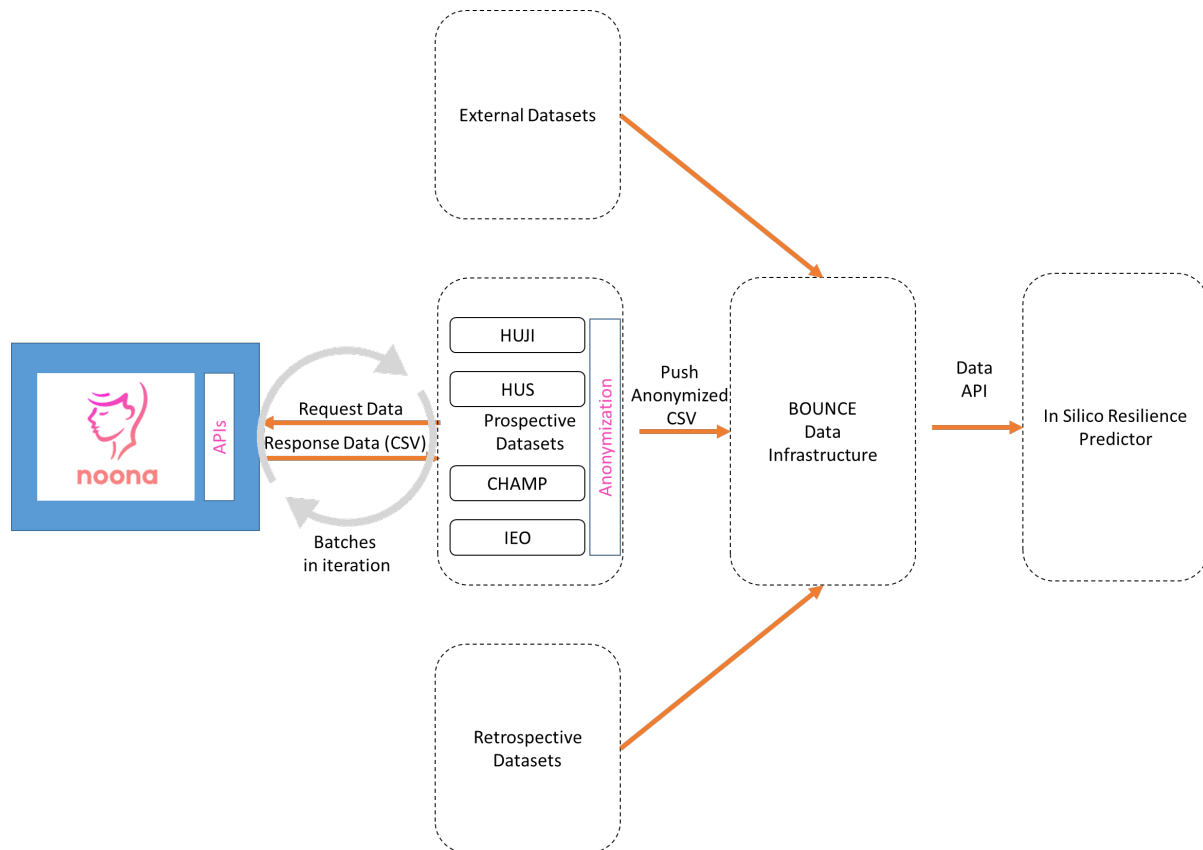 External Datasets
HUJI
HUS
Prospective
Datasets
CHAMP
IEO
Anonymization
noona
APIs
Request Data
Response Data (CSV)
Batches
in iteration
Push
Anonymized
CSV
BOUNCE
Data
Infrastructure
Data
API
In Silico Resilience
Predictor
Retrospective
Datasets